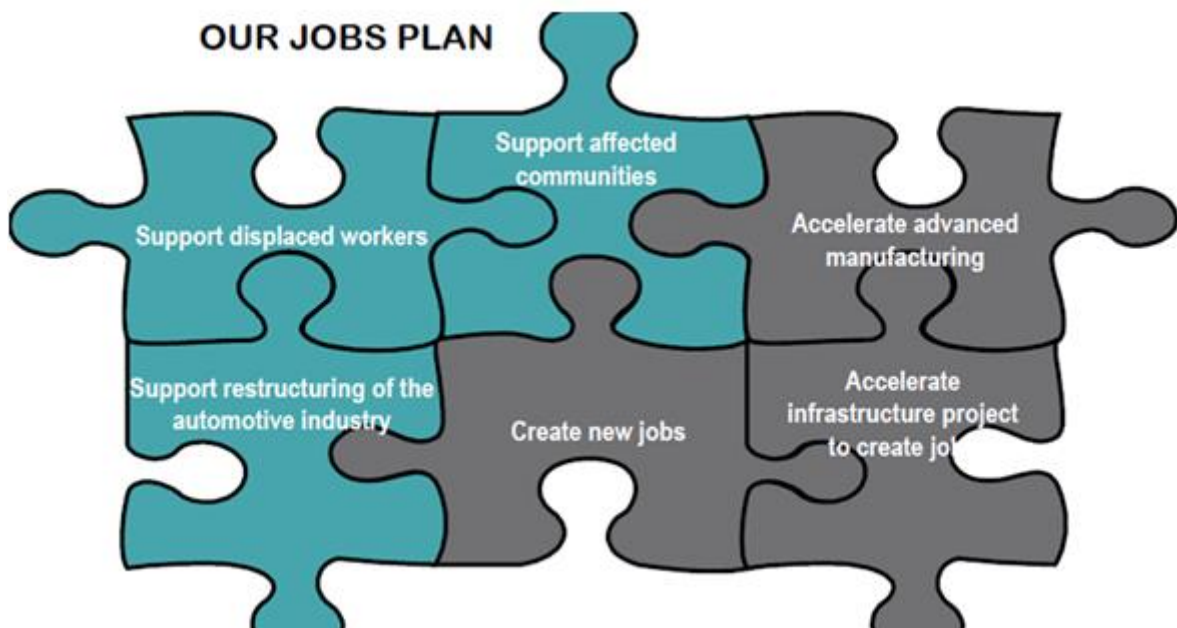 OUR JOBS PLAN
Support affected
communities
Support displaced workers
Accelerate advanced
manufacturing
Support restructuring of the
automotive industry
Create new jobs
Accelerate
infrastructure project
to create